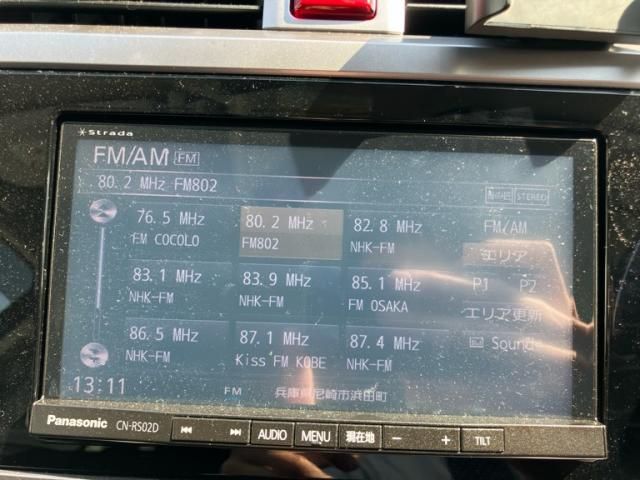 Strada
FM/AM FM
80.2 MHz FM802
STEREO
76.5 MHz
FM COCOLO
80.2 MHz
FM802
82.8 MHz
NHK-FM
FM/AM
エリア
83.1 MHz
NHK-FM
83.9 MHz
NHK-FM
85.1 MHz
FM OSAKA
P1 P2
エリア更新
86.5 MHz
NHK-FM
87.1 MHz
Kiss FM KOBE
87.4 MHz
NHK-FM
Sound
13:11
FM
兵庫県尼崎市浜田町
Panasonic CN-RS02D
AUDIO MENU 現在地 - + TILT